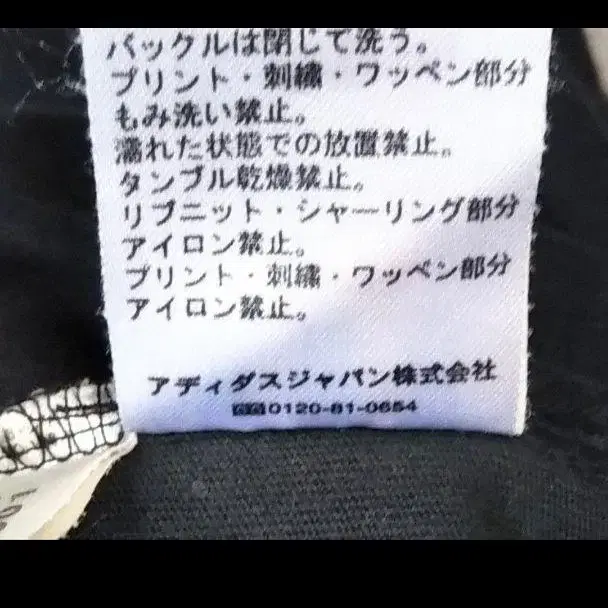 バックルは閉じて洗う。
プリント・刺繍・ワッペン部分
もみ洗い禁止。
濡れた状態での放置禁止。
タンブル乾燥禁止。
リブニット・シャーリング部分
アイロン禁止。
プリント・刺繍・ワッペン部分
アイロン禁止。
アディダスジャパン株式会社
0120-81-0654